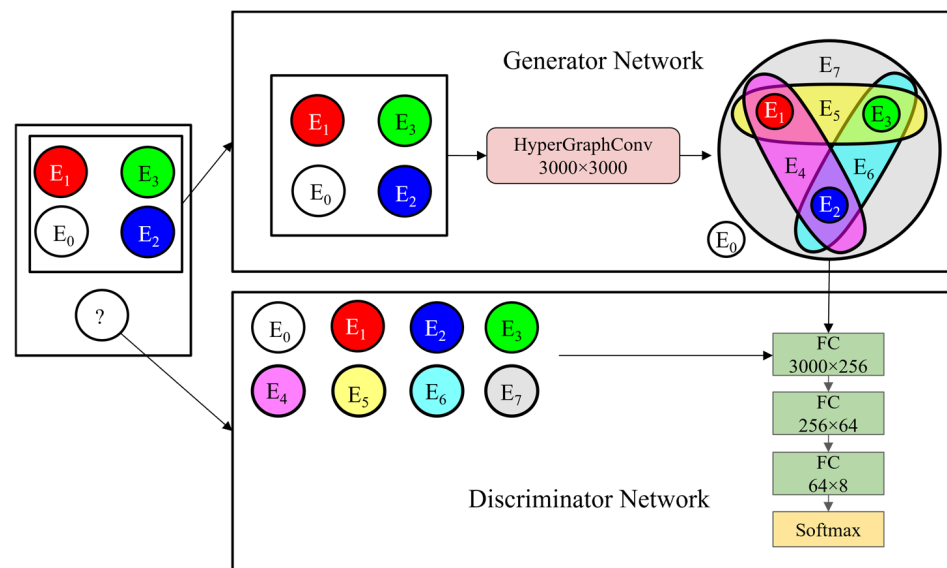 E₁
E₃
E₀
E₂
?
Generator Network
E₁
E₃
E₀
E₂
HyperGraphConv
3000×3000
E₇
E₁
E₅
E₃
E₄
E₆
E₂
E₀
E₀
E₁
E₂
E₃
E₄
E₅
E₆
E₇
FC
3000×256
FC
256×64
FC
64×8
Softmax
Discriminator Network